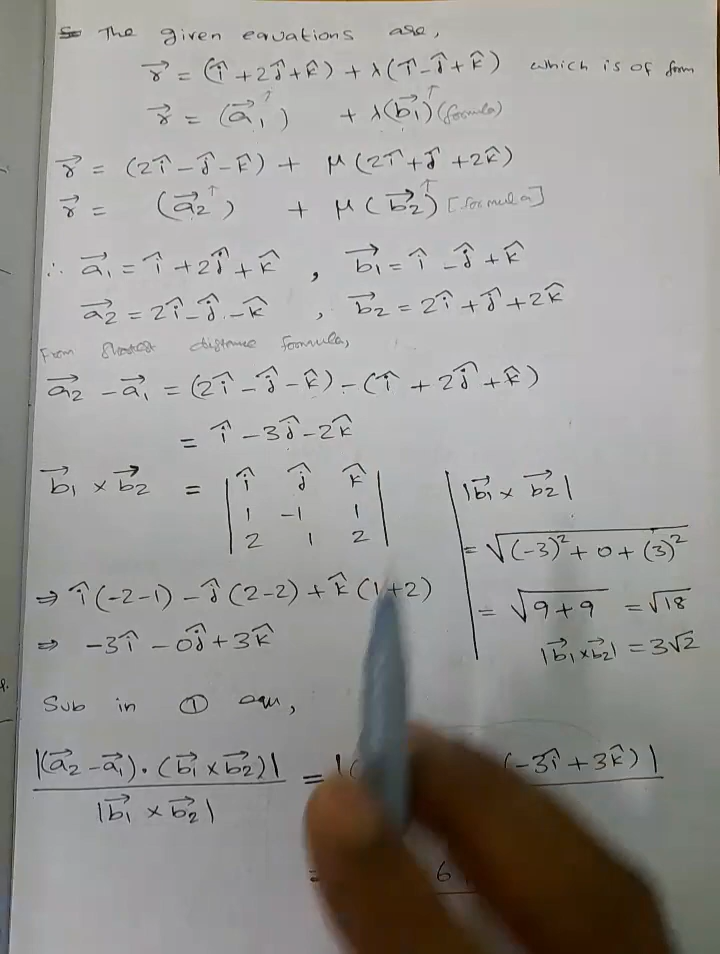 The given equations are,
r⃗ = (î + 2ĵ + k̂) + λ(î - ĵ + k̂) which is of form
r⃗ = (a⃗₁) + λ(b⃗₁) (formula)
r⃗ = (2î - ĵ - k̂) + μ(2î + ĵ + 2k̂)
r⃗ = (a⃗₂) + μ(b⃗₂) [formula]
∴ a⃗₁ = î + 2ĵ + k̂ , b⃗₁ = î - ĵ + k̂
a⃗₂ = 2î - ĵ - k̂ , b⃗₂ = 2î + ĵ + 2k̂
From shortest distance formula,
a⃗₂ - a⃗₁ = (2î - ĵ - k̂) - (î + 2ĵ + k̂)
= î - 3ĵ - 2k̂
b⃗₁ × b⃗₂ = | î ĵ k̂ |
| 1 -1 1 |
| 2 1 2 |
⇒ î(-2-1) - ĵ(2-2) + k̂(1+2)
⇒ -3î - 0ĵ + 3k̂
|b⃗₁ × b⃗₂|
= √(-3)² + 0 + (3)²
= √9+9 = √18
|b⃗₁ × b⃗₂| = 3√2
Sub in ① equ,
|(a⃗₂ - a⃗₁) · (b⃗₁ × b⃗₂)| = |( (-3î + 3k̂)|
|b⃗₁ × b⃗₂|
= 6